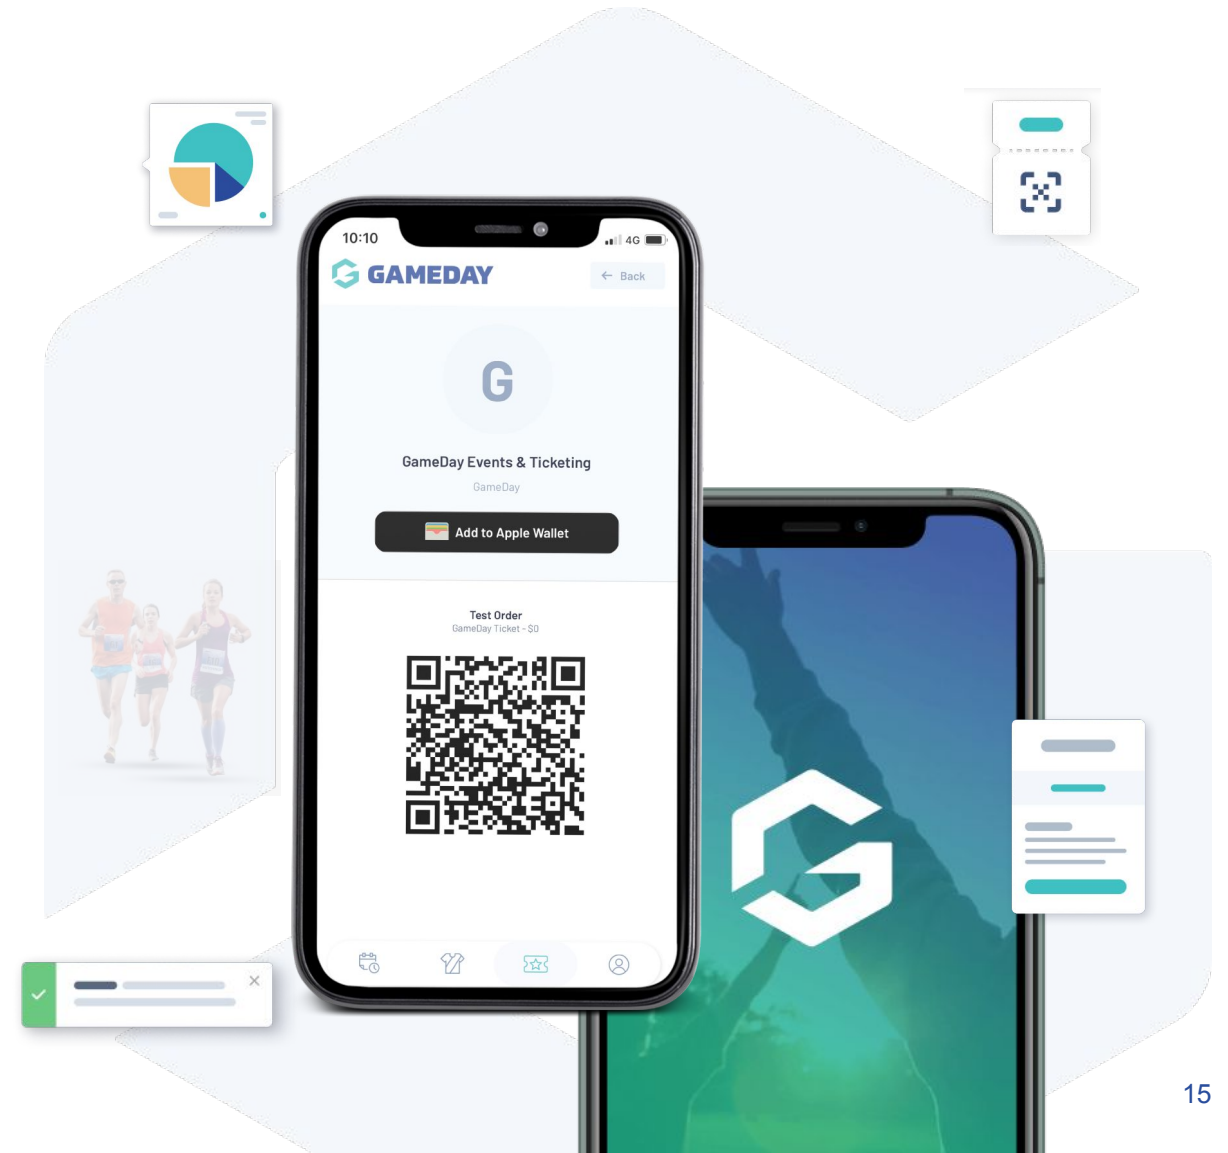 10:10
4G
GAMEDAY
← Back
G
GameDay Events & Ticketing
GameDay
Add to Apple Wallet
Test Order
GameDay Ticket - $0
15